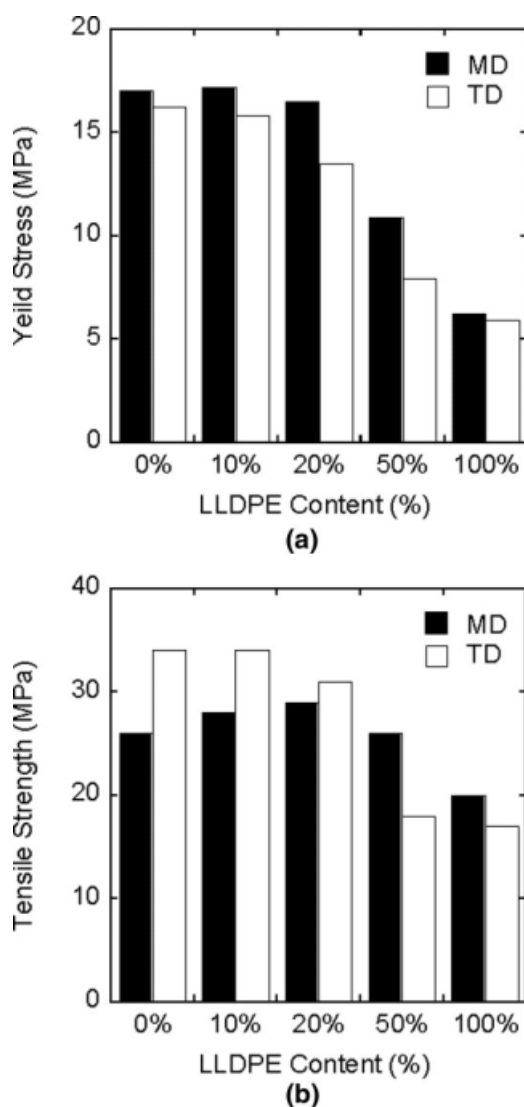 20
15
10
5
0
Yeild Stress (MPa)
MD
TD
0% 10% 20% 50% 100%
LLDPE Content (%)
(a)
40
30
20
10
0
Tensile Strength (MPa)
MD
TD
0% 10% 20% 50% 100%
LLDPE Content (%)
(b)